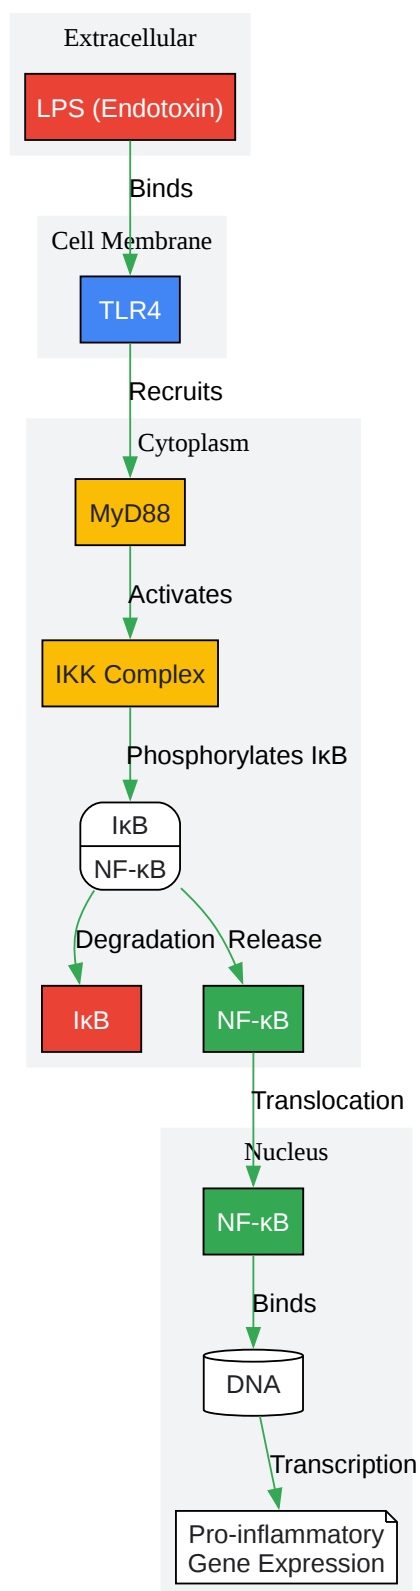 Extracellular
LPS (Endotoxin)
Binds
Cell Membrane
TLR4
Recruits
Cytoplasm
MyD88
Activates
IKK Complex
Phosphorylates IκB
IκB
NF-κB
Degradation
Release
IκB
NF-κB
Translocation
Nucleus
NF-κB
Binds
DNA
Transcription
Pro-inflammatory
Gene Expression